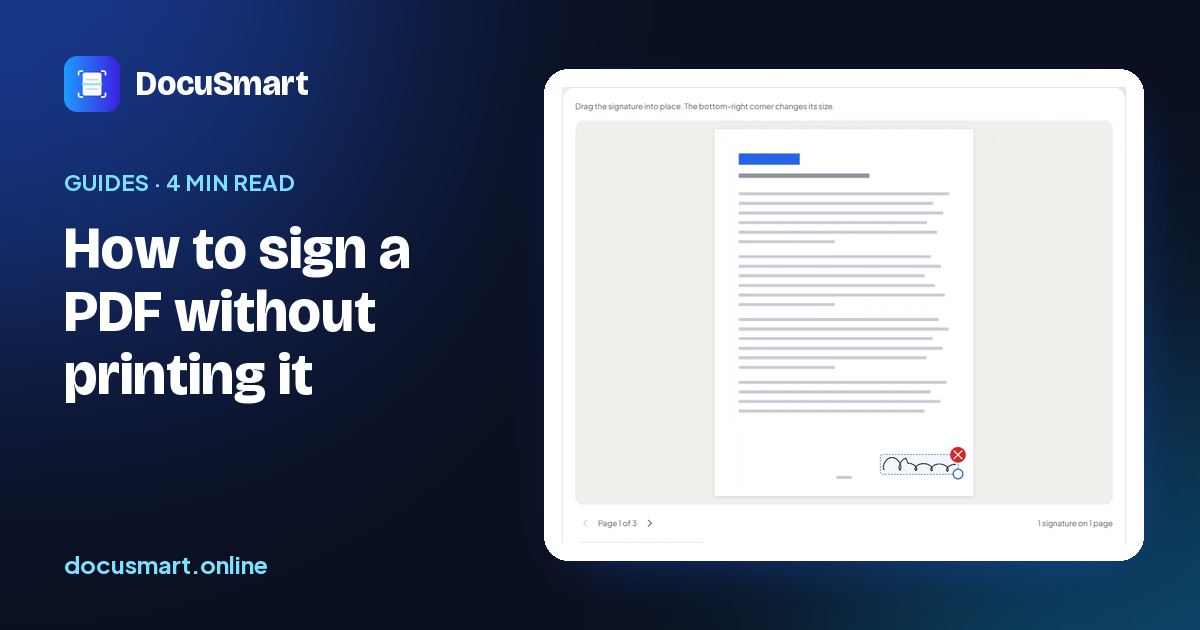 DocuSmart
GUIDES · 4 MIN READ
How to sign a
PDF without
printing it
docusmart.online
Drag the signature into place. The bottom-right corner changes its size.
Page 1 of 3
1 signature on 1 page